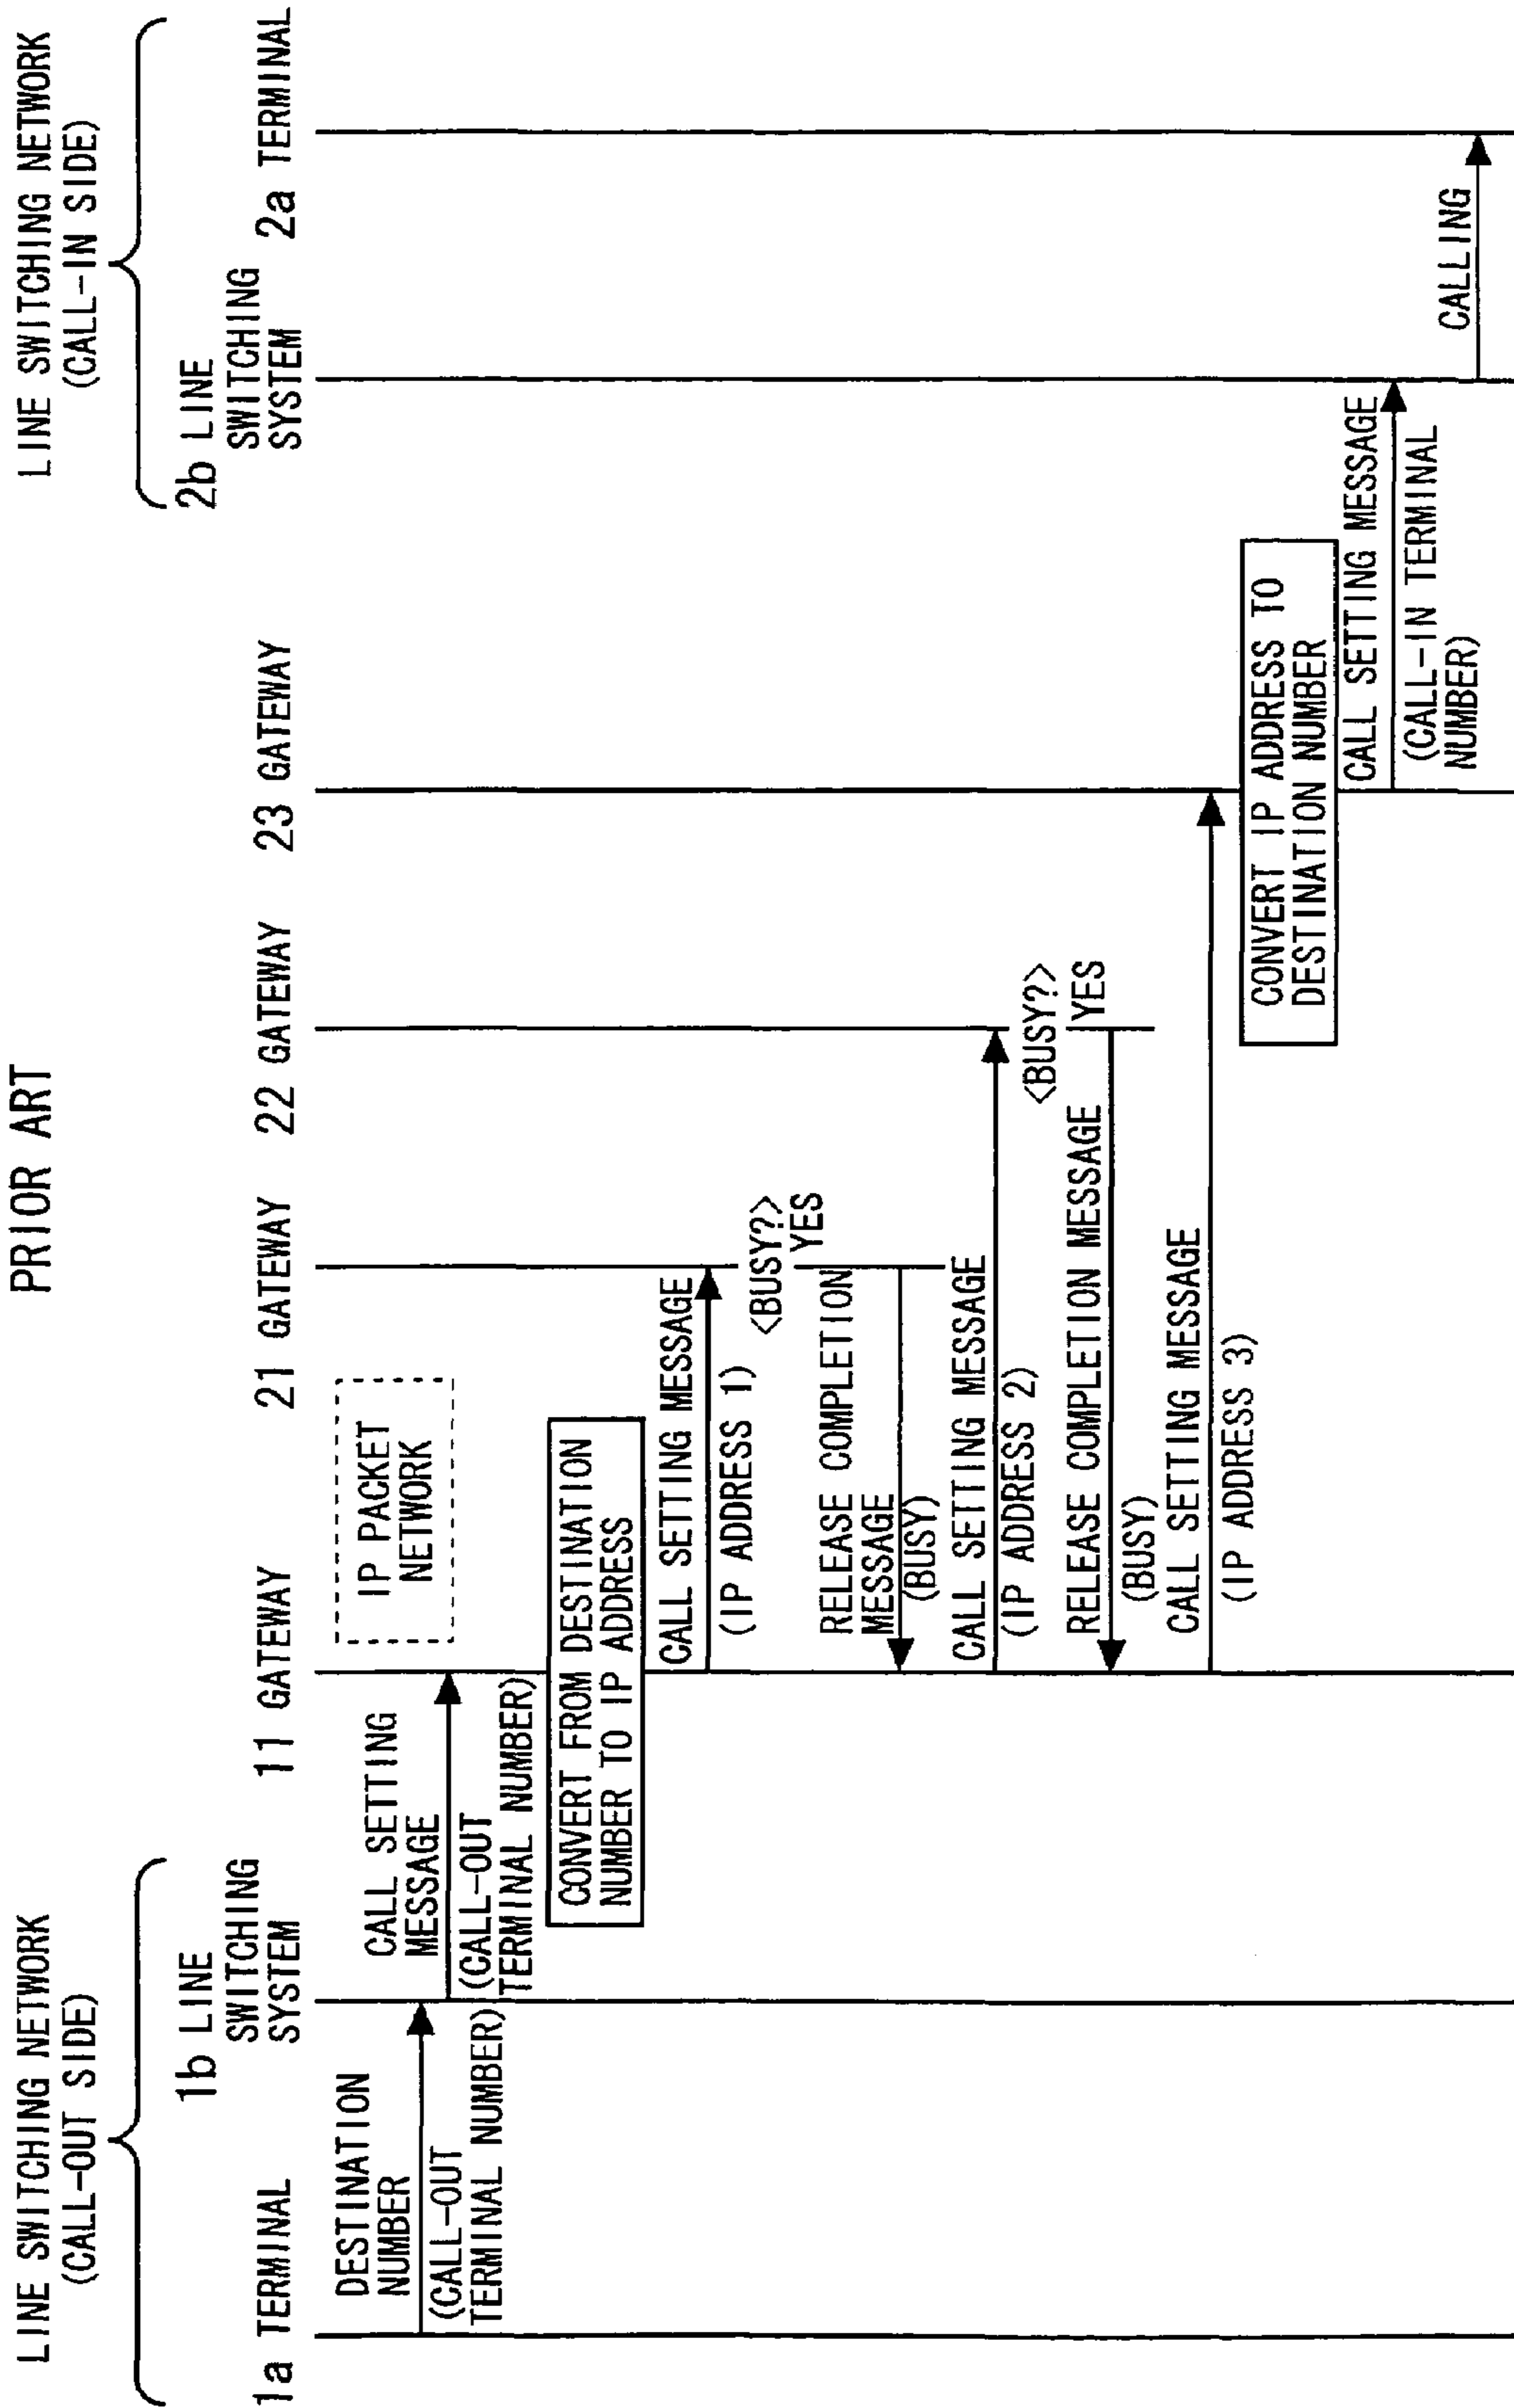 PRIOR ART
LINE SWITCHING NETWORK
(CALL-OUT SIDE)
LINE SWITCHING NETWORK
(CALL-IN SIDE)
1a TERMINAL
1b LINE
SWITCHING
SYSTEM
11 GATEWAY
21 GATEWAY
22 GATEWAY
23 GATEWAY
2b LINE
SWITCHING
SYSTEM
2a TERMINAL
DESTINATION
NUMBER
(CALL-OUT
TERMINAL NUMBER)
CALL SETTING
MESSAGE
(CALL-OUT
TERMINAL NUMBER)
IP PACKET
NETWORK
CONVERT FROM DESTINATION
NUMBER TO IP ADDRESS
CALL SETTING MESSAGE
(IP ADDRESS 1)
<BUSY?>
YES
RELEASE COMPLETION
MESSAGE
(BUSY)
CALL SETTING MESSAGE
(IP ADDRESS 2)
<BUSY?>
YES
RELEASE COMPLETION MESSAGE
(BUSY)
CALL SETTING MESSAGE
(IP ADDRESS 3)
CONVERT IP ADDRESS TO
DESTINATION NUMBER
CALL SETTING MESSAGE
(CALL-IN TERMINAL
NUMBER)
CALLING